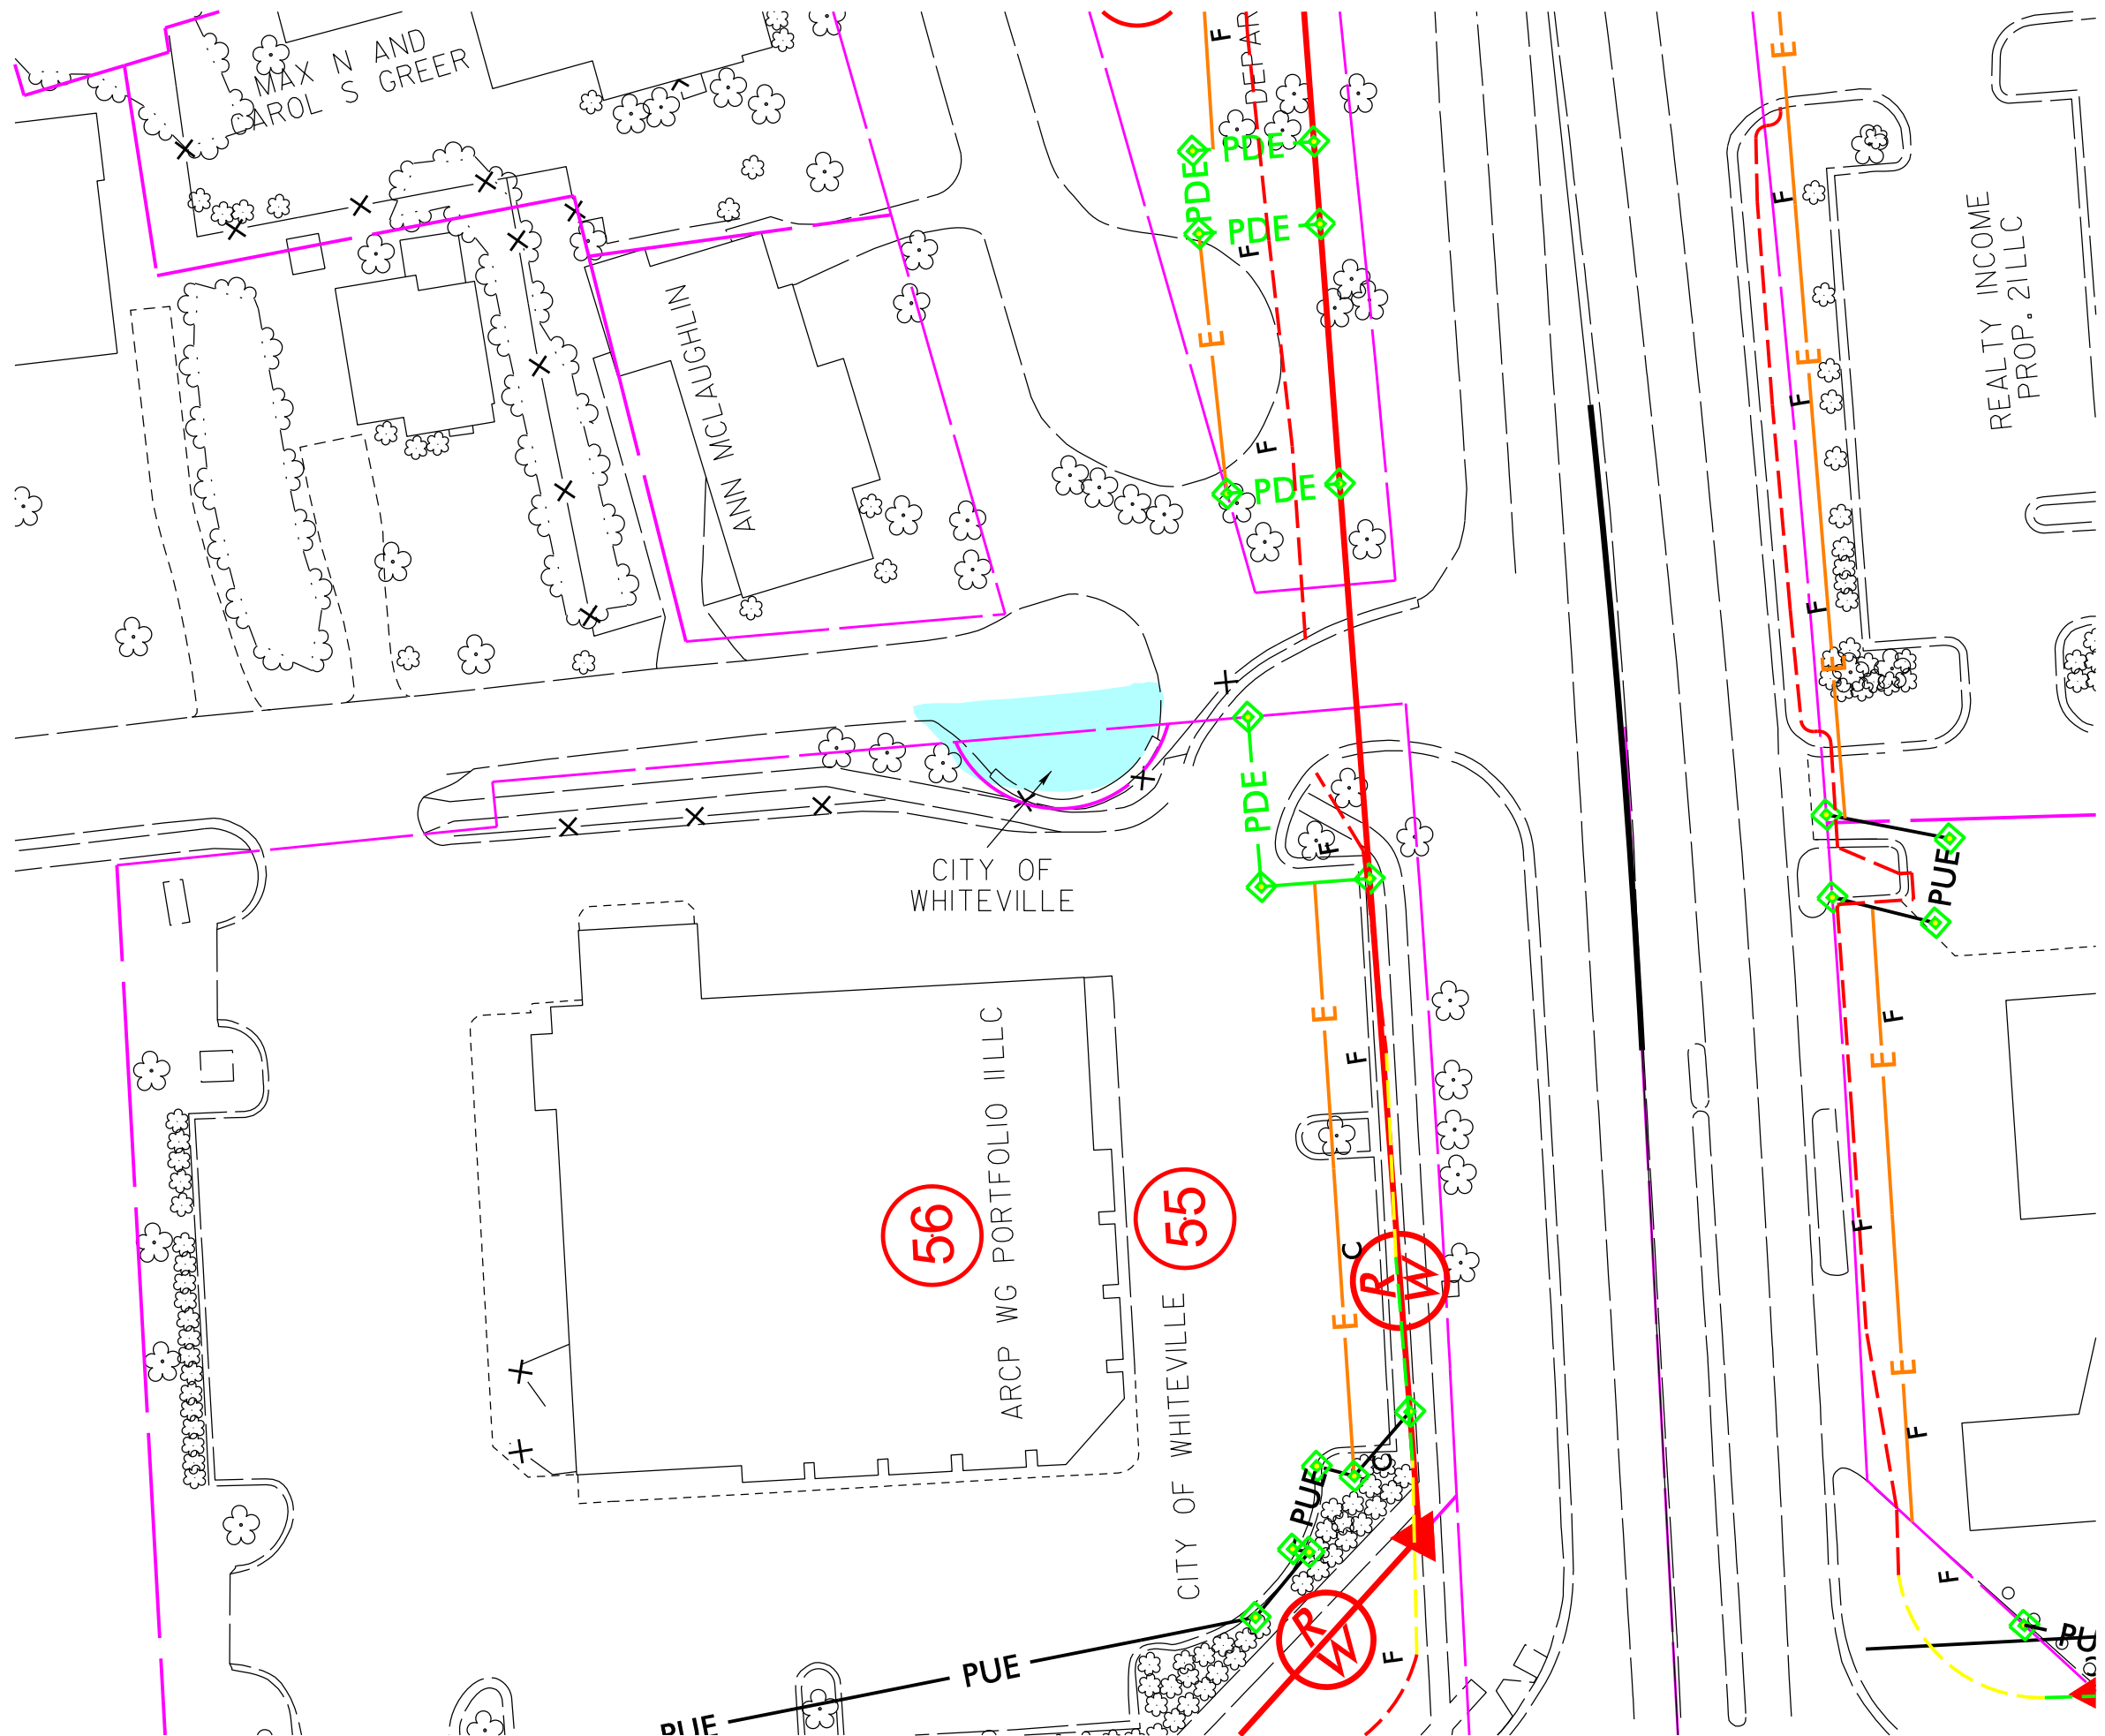 MAX N AND
CAROL S GREER
F
E
PDE
PDE
PDE
F
F
E
REALTY INCOME
PROP. 2 LLC
ANN MCLAUGHLIN
E
E
F
F
PDE
F
E
PDE
F
CITY OF
WHITEVILLE
PUE
E
F
F
E
56
ARCP WG PORTFOLIO II LLC
55
CITY OF WHITEVILLE
C
R
W
F
E
E
F
C
PUE
F
R
W
F
PUE
PUE